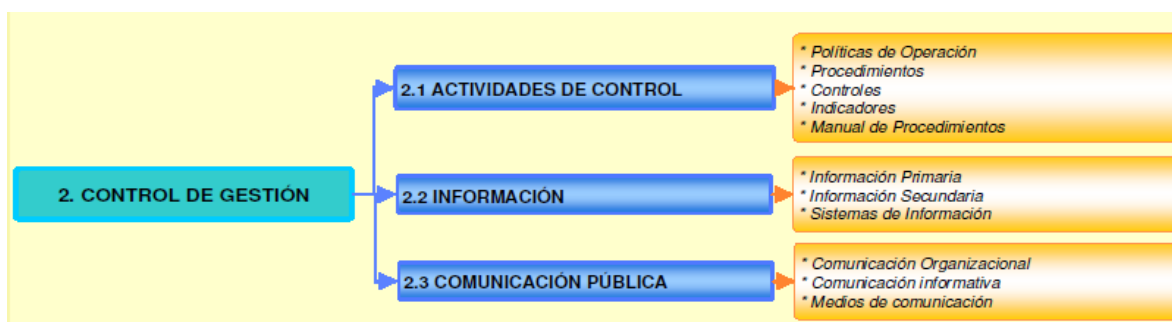 2. CONTROL DE GESTIÓN
2.1 ACTIVIDADES DE CONTROL
* Políticas de Operación
* Procedimientos
* Controles
* Indicadores
* Manual de Procedimientos
2.2 INFORMACIÓN
* Información Primaria
* Información Secundaria
* Sistemas de Información
2.3 COMUNICACIÓN PÚBLICA
* Comunicación Organizacional
* Comunicación informativa
* Medios de comunicación